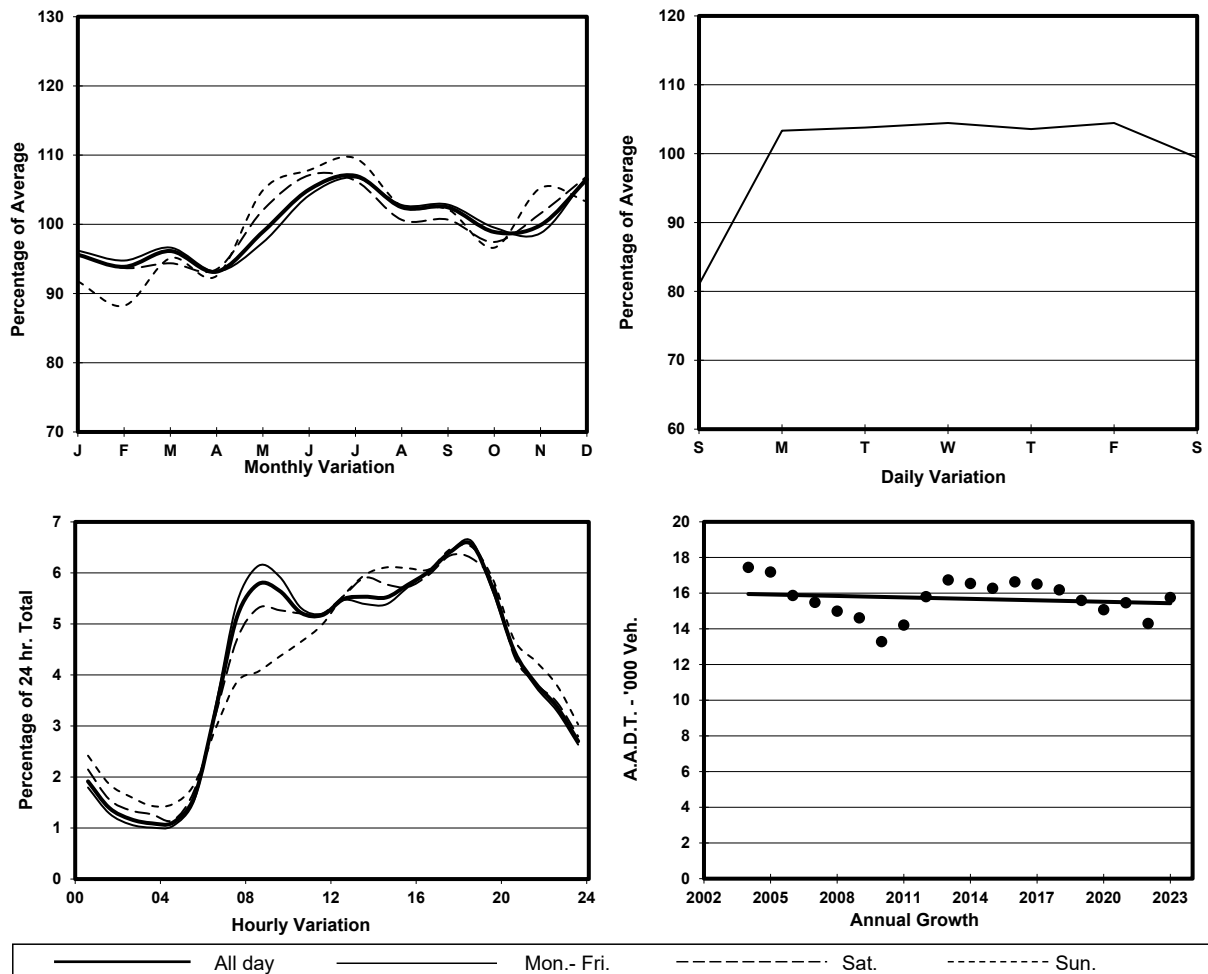 130
120
110
100
90
80
70
Percentage of Average
J F M A M J J A S O N D
Monthly Variation
120
110
100
90
80
70
60
Percentage of Average
S M T W T F S
Daily Variation
7
6
5
4
3
2
1
0
Percentage of 24 hr. Total
00 04 08 12 16 20 24
Hourly Variation
20
18
16
14
12
10
8
6
4
2
0
A.A.D.T. - '000 Veh.
2002 2005 2008 2011 2014 2017 2020 2023
Annual Growth
All day Mon.- Fri. Sat. Sun.